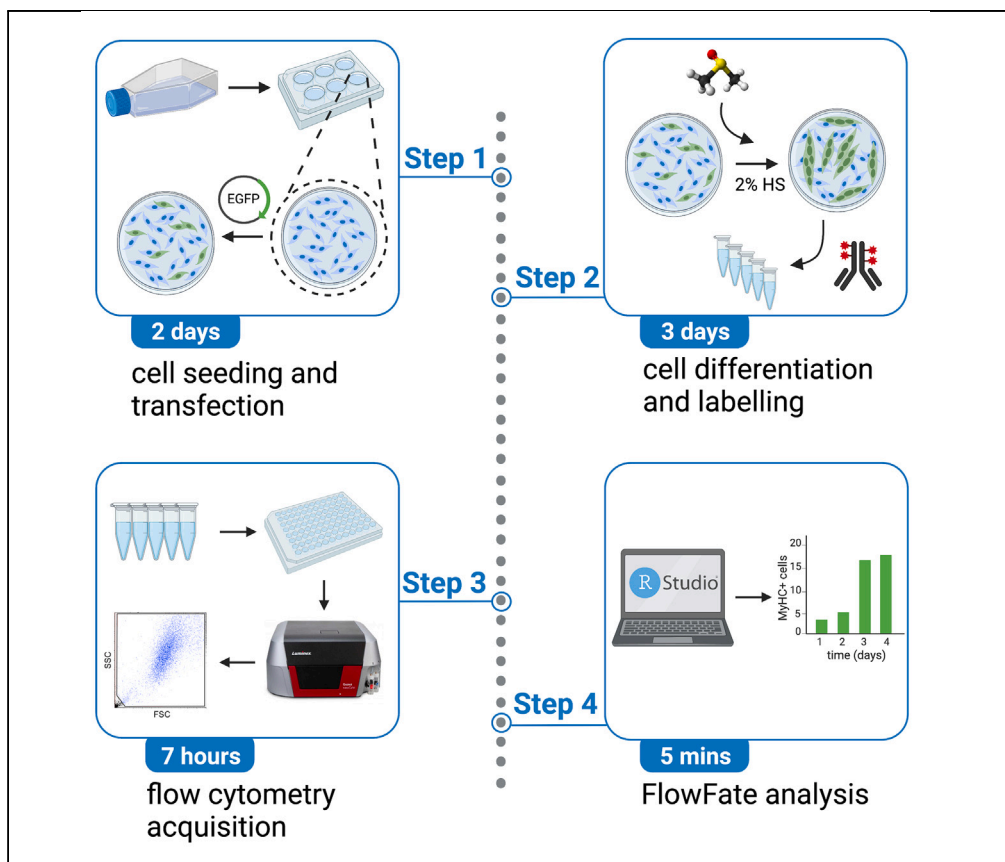 Step 1
EGFP
2 days
cell seeding and
transfection
Step 2
2% HS
3 days
cell differentiation
and labelling
Step 3
Luminex
SSC
FSC
7 hours
flow cytometry
acquisition
Step 4
R Studio
MyHC+ cells
20
15
10
5
0
1 2 3 4
time (days)
5 mins
FlowFate analysis